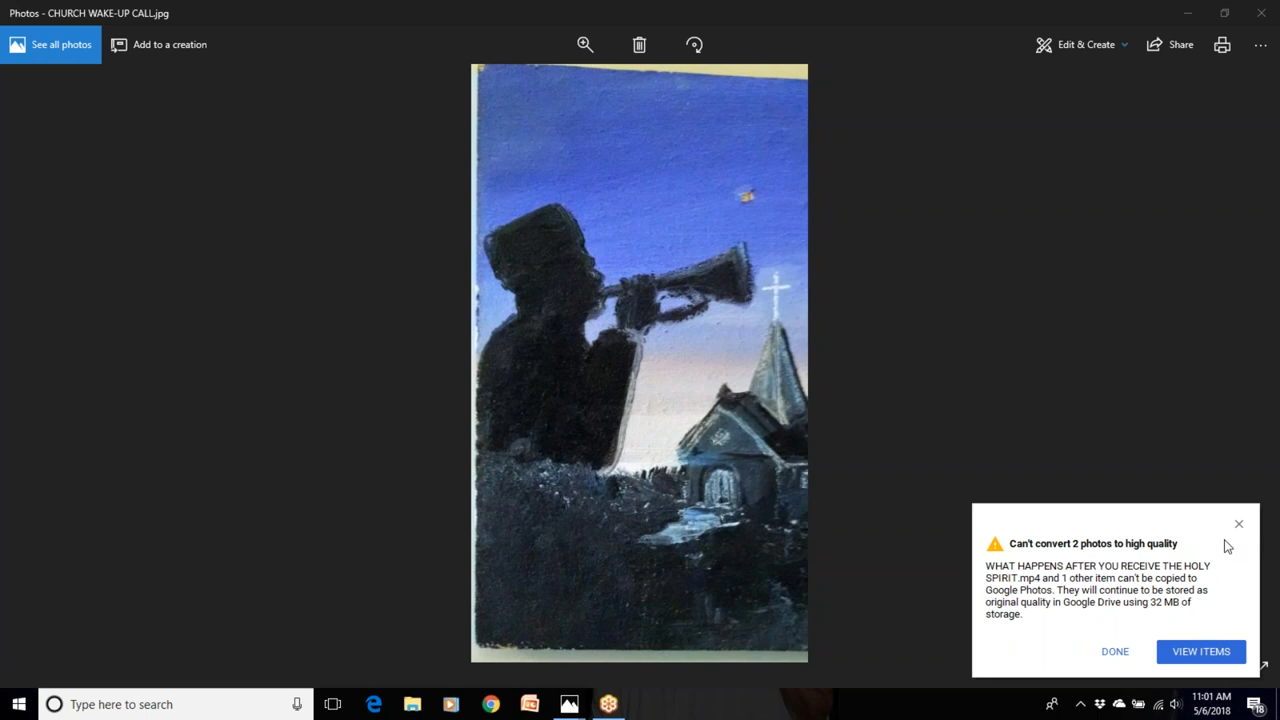 Photos - CHURCH WAKE-UP CALL.jpg
See all photos
Add to a creation
Edit & Create
Share
Can't convert 2 photos to high quality
WHAT HAPPENS AFTER YOU RECEIVE THE HOLY
SPIRIT.mp4 and 1 other item can't be copied to
Google Photos. They will continue to be stored as
original quality in Google Drive using 32 MB of
storage.
DONE
VIEW ITEMS
Type here to search
11:01 AM
5/6/2018
18